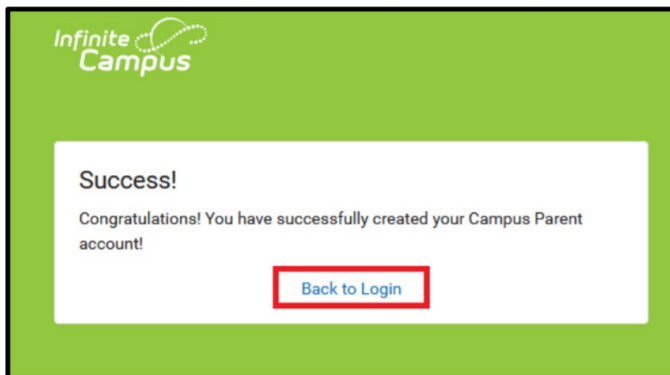 Infinite
Campus
Success!
Congratulations! You have successfully created your Campus Parent
account!
Back to Login